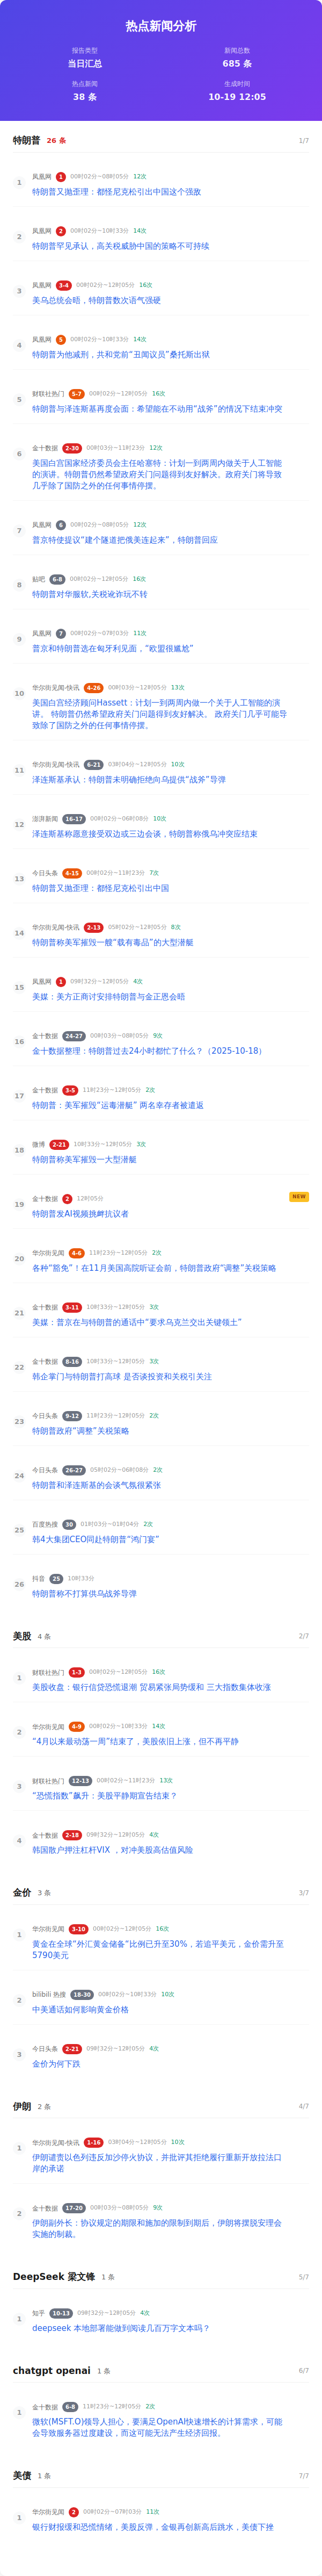 热点新闻分析
报告类型
当日汇总
新闻总数
685 条
热点新闻
38 条
生成时间
10-19 12:05
特朗普 26 条 1/7
1
凤凰网 1 00时02分~08时05分 12次
特朗普又抛歪理：都怪尼克松引出中国这个强敌
2
凤凰网 2 00时02分~10时33分 14次
特朗普罕见承认，高关税威胁中国的策略不可持续
3
凤凰网 3-4 00时02分~12时05分 16次
美乌总统会晤，特朗普数次语气强硬
4
凤凰网 5 00时02分~10时33分 14次
特朗普为他减刑，共和党前“丑闻议员”桑托斯出狱
5
财联社热门 5-7 00时02分~12时05分 16次
特朗普与泽连斯基再度会面：希望能在不动用“战斧”的情况下结束冲突
6
金十数据 2-30 00时03分~11时23分 12次
美国白宫国家经济委员会主任哈塞特：计划一到两周内做关于人工智能
的演讲。特朗普仍然希望政府关门问题得到友好解决。政府关门将导致
几乎除了国防之外的任何事情停摆。
7
凤凰网 6 00时02分~08时05分 12次
普京特使提议“建个隧道把俄美连起来”，特朗普回应
8
贴吧 6-8 00时02分~12时05分 16次
特朗普对华服软,关税讹诈玩不转
9
凤凰网 7 00时02分~07时03分 11次
普京和特朗普选在匈牙利见面，“欧盟很尴尬”
10
华尔街见闻-快讯 4-26 00时03分~12时05分 13次
美国白宫经济顾问Hassett：计划一到两周内做一个关于人工智能的演
讲。 特朗普仍然希望政府关门问题得到友好解决。 政府关门几乎可能导
致除了国防之外的任何事情停摆。
11
华尔街见闻-快讯 6-21 03时04分~12时05分 10次
泽连斯基承认：特朗普未明确拒绝向乌提供“战斧”导弹
12
澎湃新闻 16-17 00时02分~06时08分 10次
泽连斯基称愿意接受双边或三边会谈，特朗普称俄乌冲突应结束
13
今日头条 4-15 00时02分~11时23分 7次
特朗普又抛歪理：都怪尼克松引出中国
14
华尔街见闻-快讯 2-13 05时02分~12时05分 8次
特朗普称美军摧毁一艘“载有毒品”的大型潜艇
15
凤凰网 1 09时32分~12时05分 4次
美媒：美方正商讨安排特朗普与金正恩会晤
16
金十数据 24-27 00时03分~08时05分 9次
金十数据整理：特朗普过去24小时都忙了什么？（2025-10-18）
17
金十数据 3-5 11时23分~12时05分 2次
特朗普：美军摧毁“运毒潜艇” 两名幸存者被遣返
18
微博 2-21 10时33分~12时05分 3次
特朗普称美军摧毁一大型潜艇
19
金十数据 2 12时05分 NEW
特朗普发AI视频挑衅抗议者
20
华尔街见闻 4-6 11时23分~12时05分 2次
各种“豁免”！在11月美国高院听证会前，特朗普政府“调整”关税策略
21
金十数据 3-11 10时33分~12时05分 3次
美媒：普京在与特朗普的通话中“要求乌克兰交出关键领土”
22
金十数据 8-16 10时33分~12时05分 3次
韩企掌门与特朗普打高球 是否谈投资和关税引关注
23
今日头条 9-12 11时23分~12时05分 2次
特朗普政府“调整”关税策略
24
今日头条 26-27 05时02分~06时08分 2次
特朗普和泽连斯基的会谈气氛很紧张
25
百度热搜 30 01时03分~01时04分 2次
韩4大集团CEO同赴特朗普“鸿门宴”
26
抖音 25 10时33分
特朗普称不打算供乌战斧导弹
美股 4 条 2/7
1
财联社热门 1-3 00时02分~12时05分 16次
美股收盘：银行信贷恐慌退潮 贸易紧张局势缓和 三大指数集体收涨
2
华尔街见闻 4-9 00时02分~10时33分 14次
“4月以来最动荡一周”结束了，美股依旧上涨，但不再平静
3
财联社热门 12-13 00时02分~11时23分 13次
“恐慌指数”飙升：美股平静期宣告结束？
4
金十数据 2-18 09时32分~12时05分 4次
韩国散户押注杠杆VIX ，对冲美股高估值风险
金价 3 条 3/7
1
华尔街见闻 3-10 00时02分~12时05分 16次
黄金在全球“外汇黄金储备“比例已升至30%，若追平美元，金价需升至
5790美元
2
bilibili 热搜 18-30 00时02分~10时33分 10次
中美通话如何影响黄金价格
3
今日头条 2-21 09时32分~12时05分 4次
金价为何下跌
伊朗 2 条 4/7
1
华尔街见闻-快讯 1-16 03时04分~12时05分 10次
伊朗谴责以色列违反加沙停火协议，并批评其拒绝履行重新开放拉法口
岸的承诺
2
金十数据 17-20 00时03分~08时05分 9次
伊朗副外长：协议规定的期限和施加的限制到期后，伊朗将摆脱安理会
实施的制裁。
DeepSeek 梁文锋 1 条 5/7
1
知乎 10-13 09时32分~12时05分 4次
deepseek 本地部署能做到阅读几百万字文本吗？
chatgpt openai 1 条 6/7
1
金十数据 6-8 11时23分~12时05分 2次
微软(MSFT.O)领导人担心，要满足OpenAI快速增长的计算需求，可能
会导致服务器过度建设，而这可能无法产生经济回报。
美债 1 条 7/7
1
华尔街见闻 2 00时02分~07时03分 11次
银行财报缓和恐慌情绪，美股反弹，金银再创新高后跳水，美债下挫